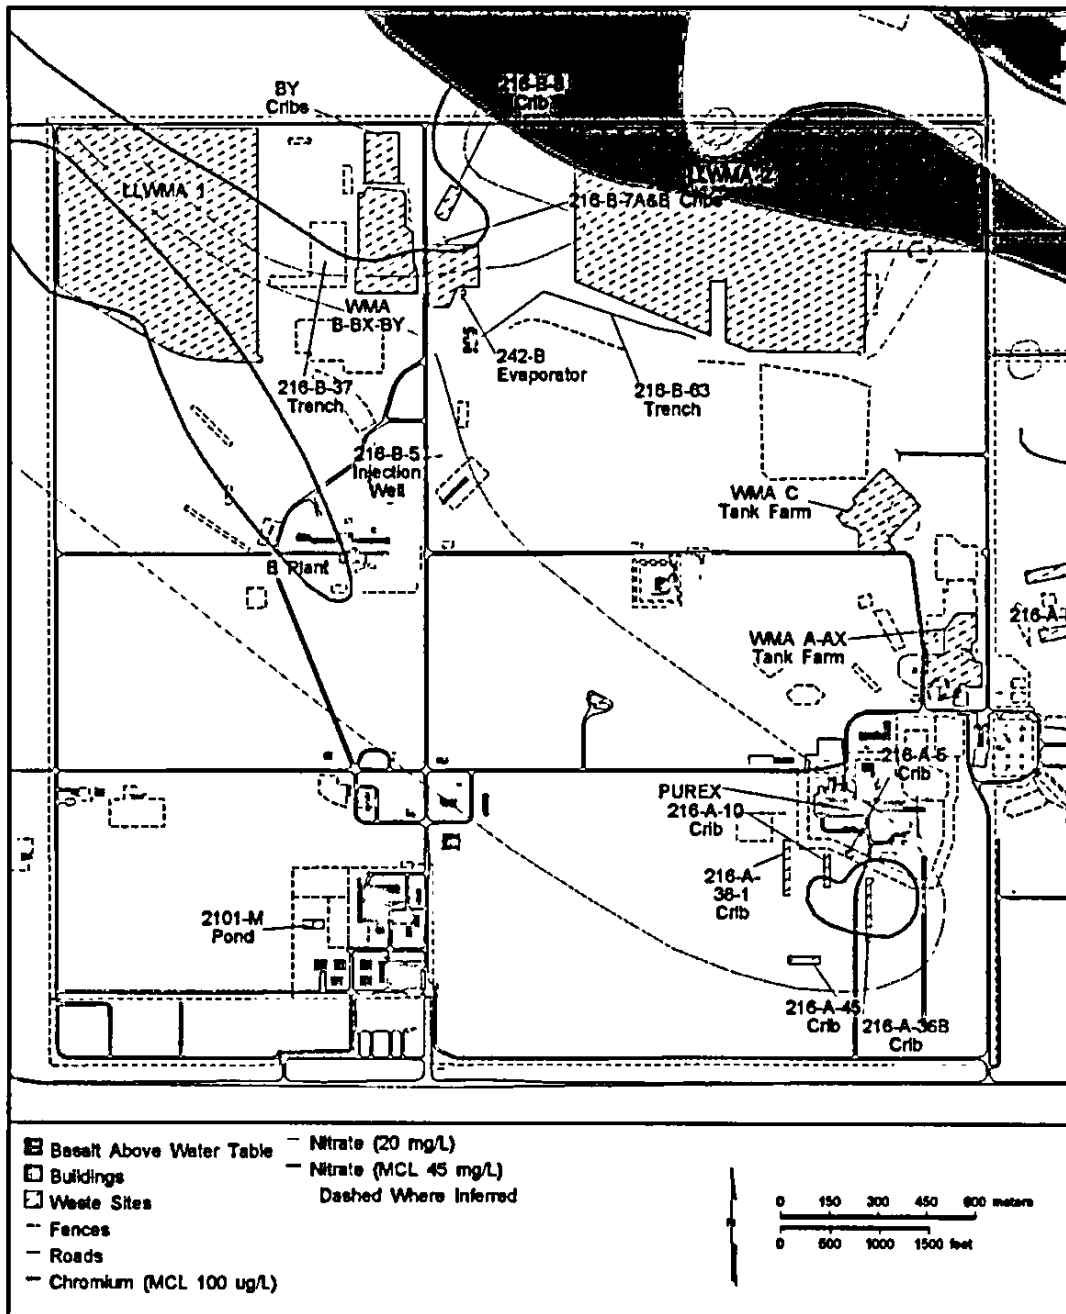 BY
Cribs
216-B-8
Crib
LLWMA 1
LLWMA 2
216-B-7A&B Cribs
WMA
B-BX-BY
242-B
Evaporator
216-B-37
Trench
216-B-63
Trench
216-B-5
Injection
Well
WMA C
Tank Farm
B Plant
216-A-
WMA A-AX
Tank Farm
216-A-5
Crib
PUREX
216-A-10
Crib
216-A-
38-1
Crib
2101-M
Pond
216-A-45
Crib
216-A-36B
Crib
Basalt Above Water Table
Buildings
Waste Sites
Fences
Roads
Chromium (MCL 100 ug/L)
Nitrate (20 mg/L)
Nitrate (MCL 45 mg/L)
Dashed Where Inferred
0 150 300 450 600 meters
0 500 1000 1500 feet